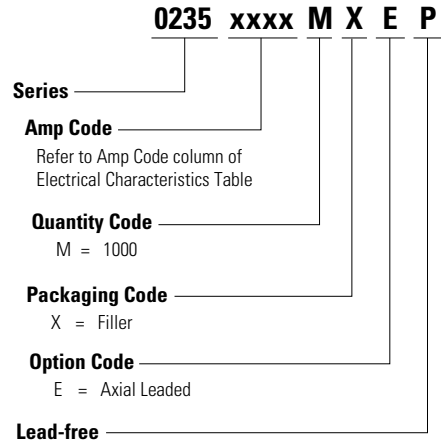 0235 xxxx M X E P
Series
Amp Code
Refer to Amp Code column of
Electrical Characteristics Table
Quantity Code
M = 1000
Packaging Code
X = Filler
Option Code
E = Axial Leaded
Lead-free